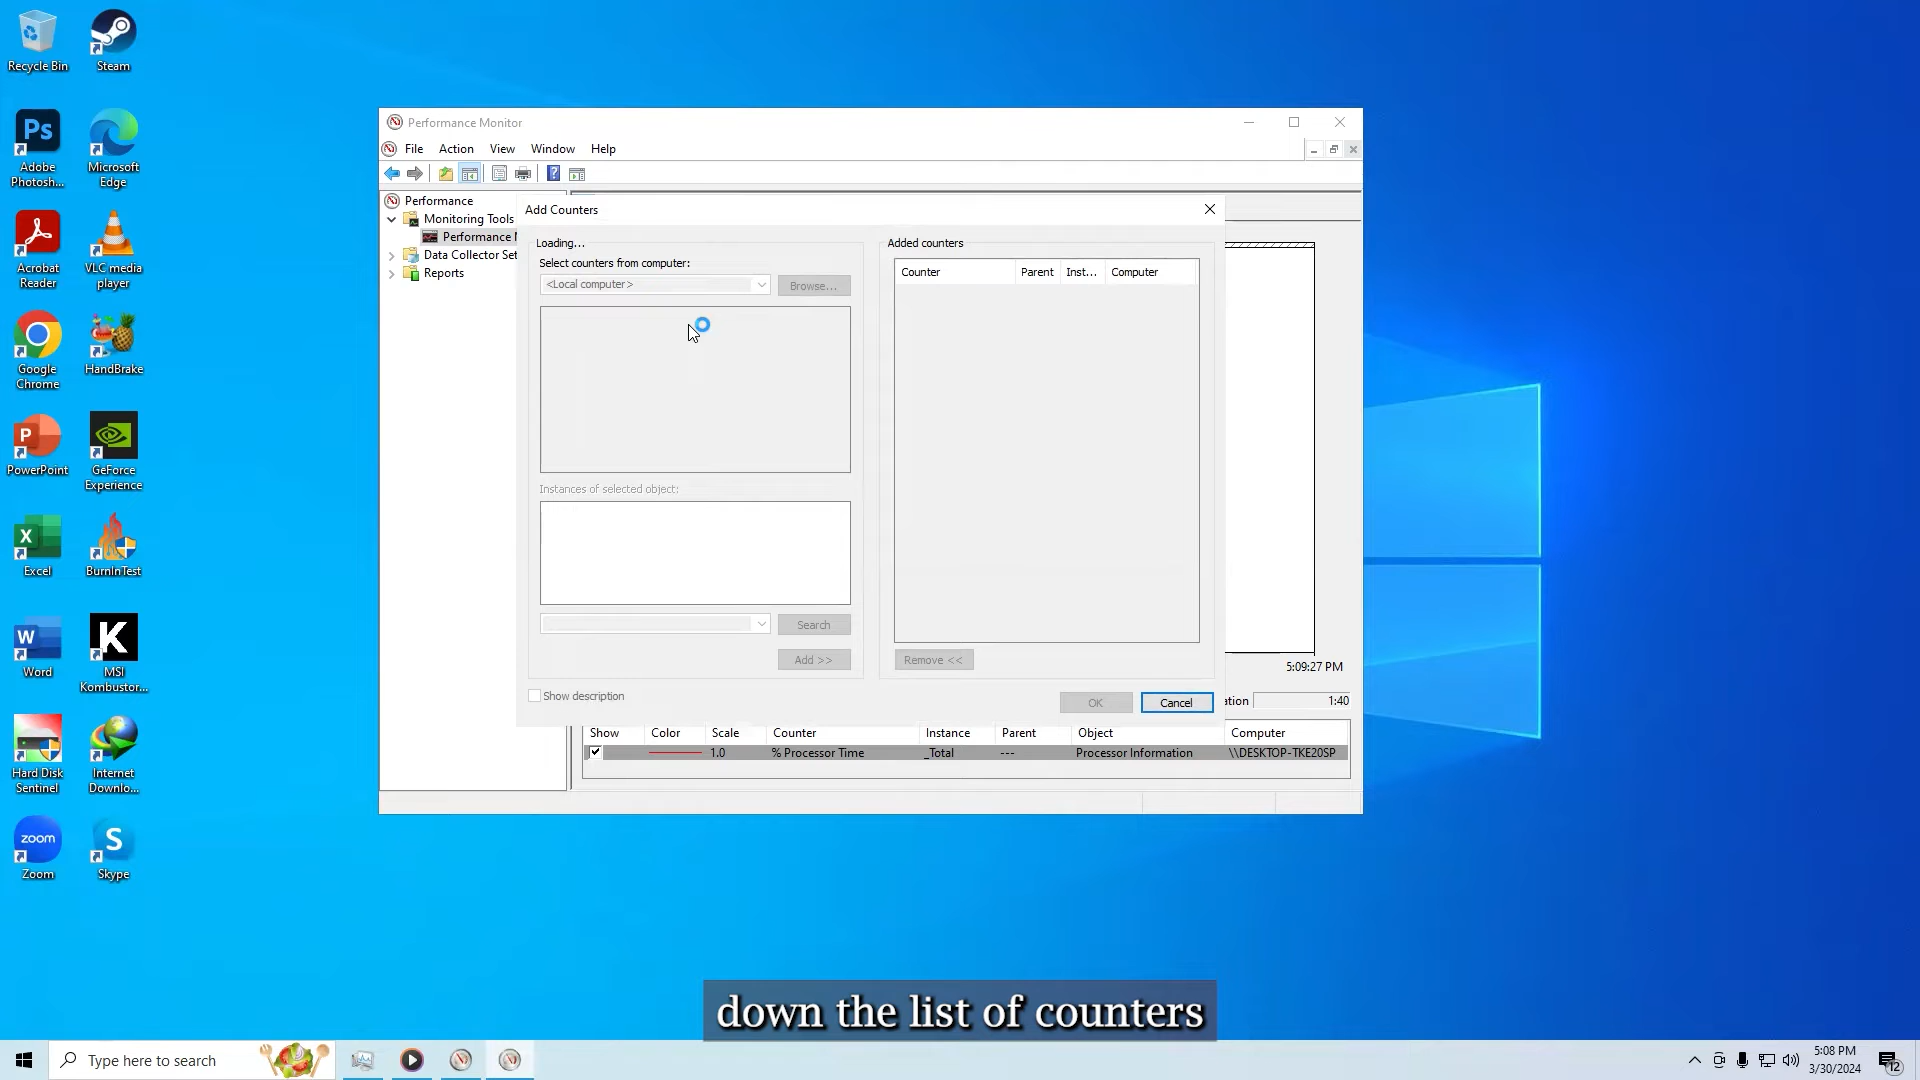 Recycle Bin
Steam
Adobe
Photosh...
Microsoft
Edge
Acrobat
Reader
VLC media
player
Google
Chrome
HandBrake
PowerPoint
GeForce
Experience
Excel
BurnInTest
Word
MSI
Kombustor...
Hard Disk
Sentinel
Internet
Downlo...
Zoom
Skype
Ps
P
X
W
K
zoom
S
Performance Monitor
File Action View Window Help
Performance
Monitoring Tools
Performance M
Data Collector Set
Reports
Add Counters
Loading...
Select counters from computer:
<Local computer>
Browse...
Instances of selected object:
Search
Add >>
Show description
Added counters
Counter Parent Inst... Computer
Remove <<
OK
Cancel
5:09:27 PM
ation 1:40
Show Color Scale Counter Instance Parent Object Computer
1.0 % Processor Time _Total --- Processor Information \\DESKTOP-TKE20SP
down the list of counters
Type here to search
5:08 PM
3/30/2024
12